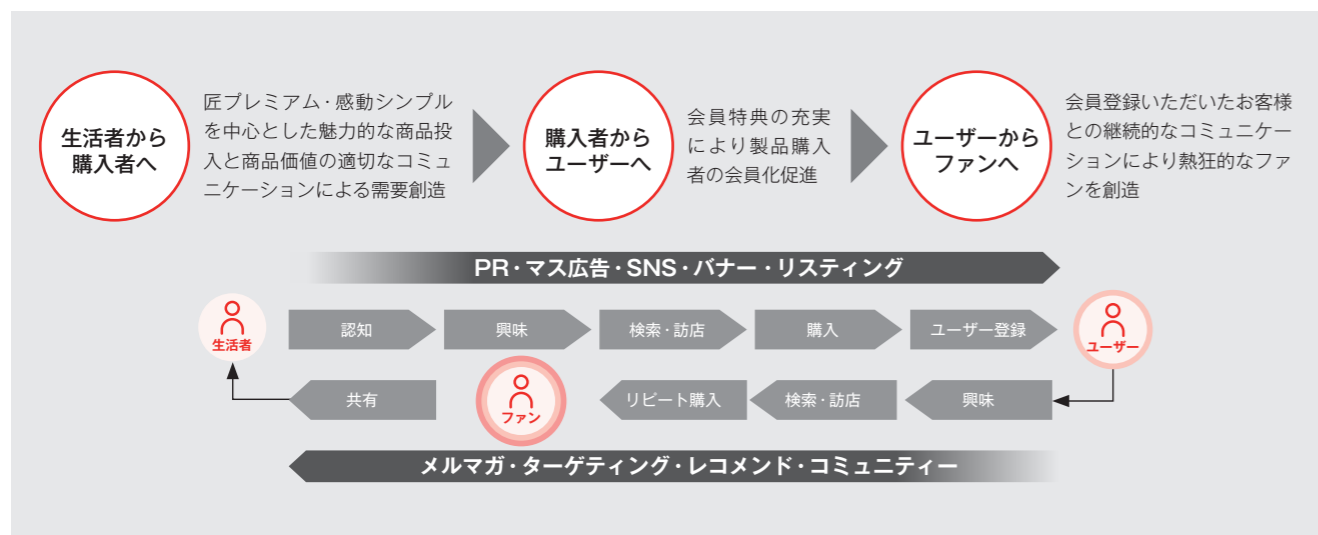 生活者から
購入者へ
匠プレミアム・感動シンプル
を中心とした魅力的な商品投
入と商品価値の適切なコミュ
ニケーションによる需要創造
購入者から
ユーザーへ
会員特典の充実
により製品購入
者の会員化促進
ユーザーから
ファンへ
会員登録いただいたお客様
との継続的なコミュニケー
ションにより熱狂的なファ
ンを創造
PR・マス広告・SNS・バナー・リスティング
生活者
認知
興味
検索・訪店
購入
ユーザー登録
ユーザー
興味
検索・訪店
リピート購入
ファン
共有
メルマガ・ターゲティング・レコメンド・コミュニティー